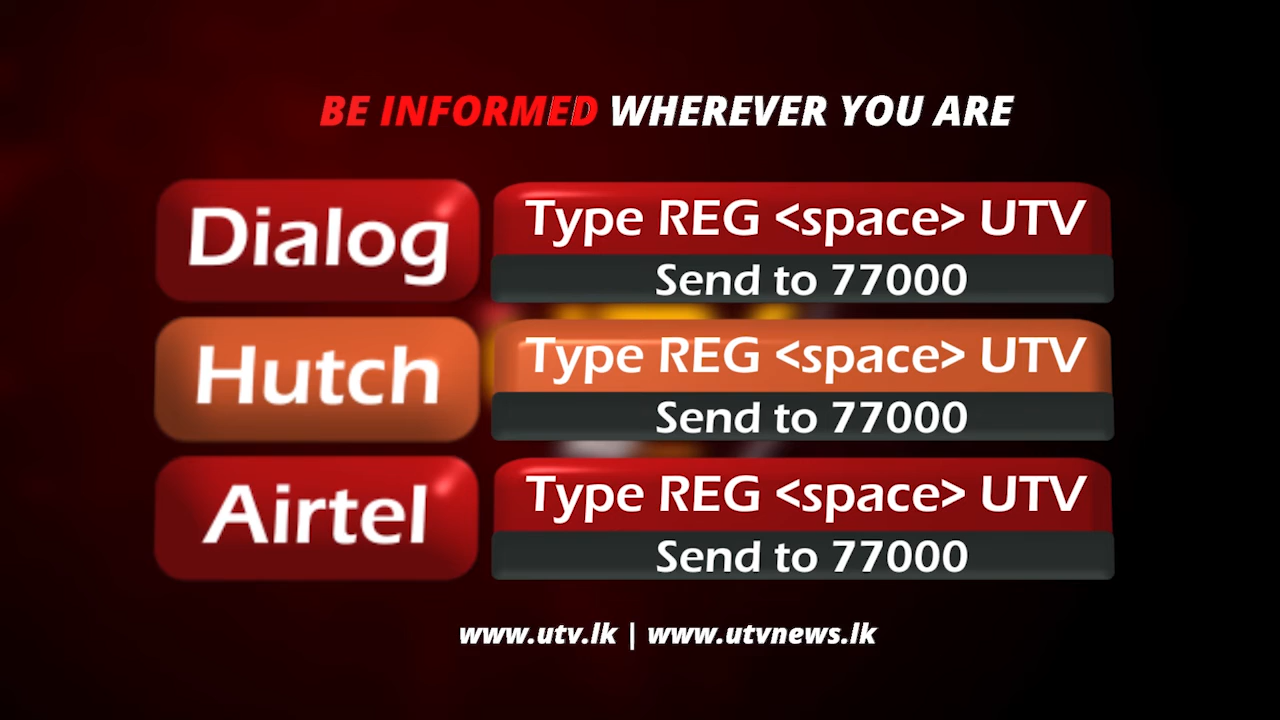 BE INFORMED WHEREVER YOU ARE
Dialog
Type REG <space> UTV
Send to 77000
Hutch
Type REG <space> UTV
Send to 77000
Airtel
Type REG <space> UTV
Send to 77000
www.utv.lk | www.utvnews.lk